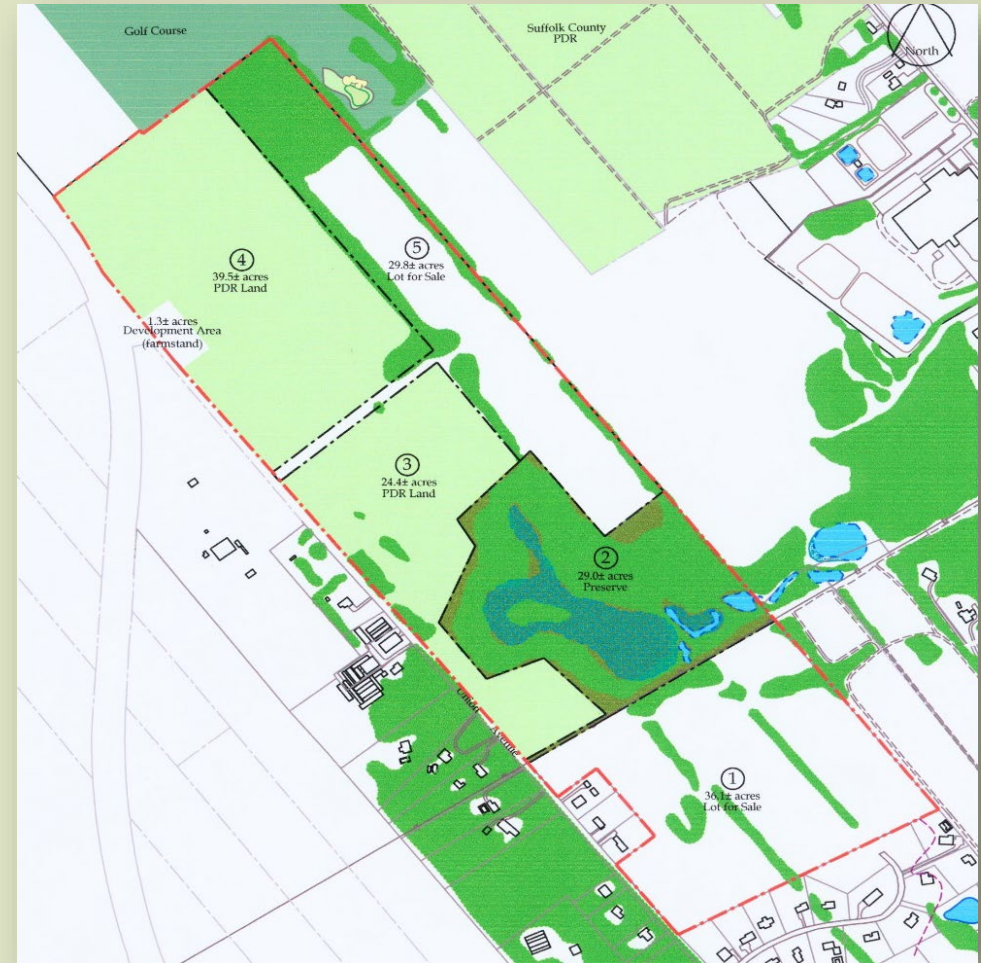 Golf Course
Suffolk County
PDR
North
4
39.5± acres
PDR Land
5
29.8± acres
Lot for Sale
1.3± acres
Development Area
(farmstand)
3
24.4± acres
PDR Land
2
29.0± acres
Preserve
Union Avenue
1
36.1± acres
Lot for Sale